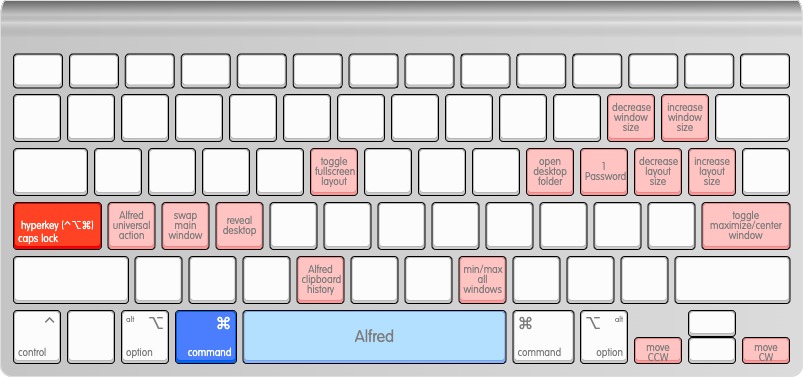 decrease
window
size
increase
window
size
toggle
fullscreen
layout
open
desktop
folder
1
Password
decrease
layout
size
increase
layout
size
hyperkey (^⌥⌘)
caps lock
Alfred
universal
action
swap
main
window
reveal
desktop
toggle
maximize/center
window
Alfred
clipboard
history
min/max
all
windows
^
control
alt ⌥
option
⌘
command
Alfred
⌘
command
⌥ alt
option
move
CCW
move
CW